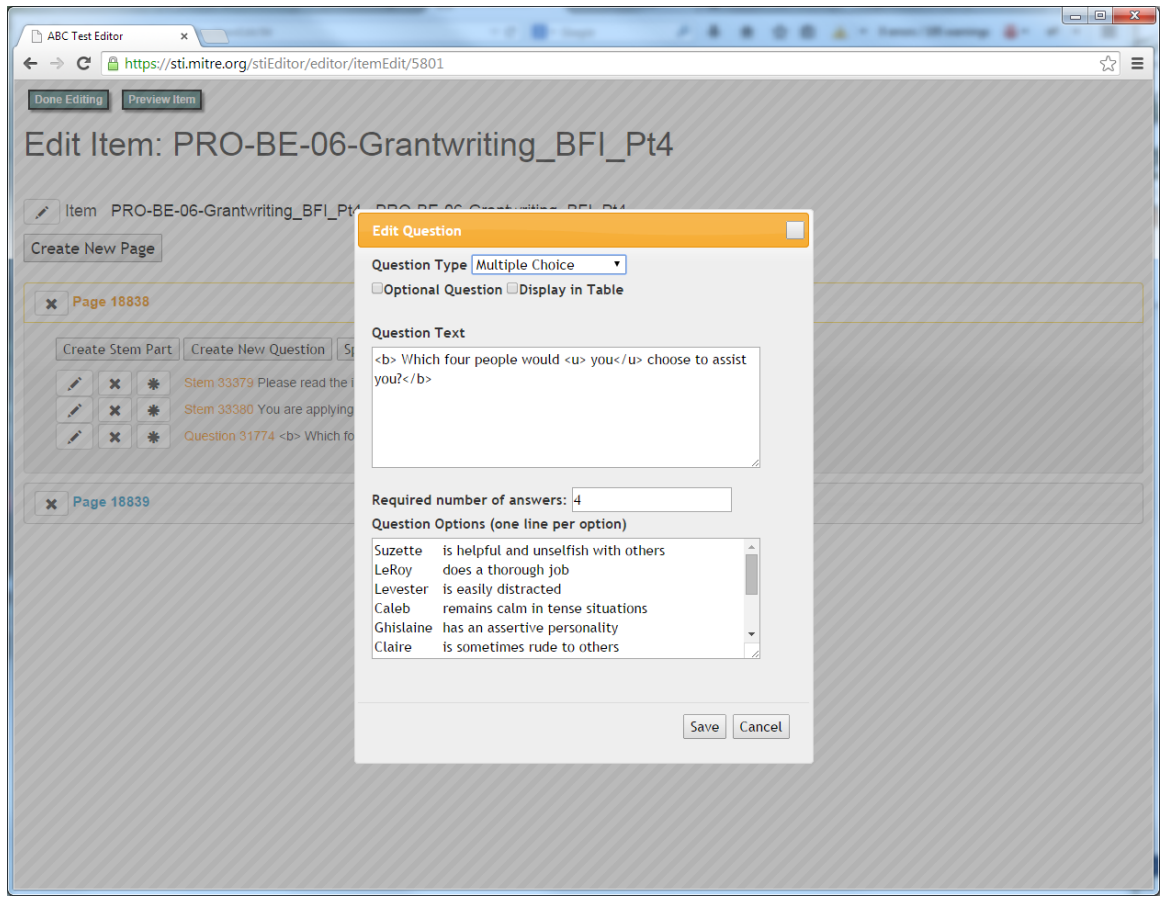 ABC Test Editor
https://sti.mitre.org/stiEditor/editor/itemEdit/5801
Done Editing Preview Item
Edit Item: PRO-BE-06-Grantwriting_BFI_Pt4
Item PRO-BE-06-Grantwriting_BFI_Pt4 PRO-BE-06-Grantwriting_BFI_Pt4
Create New Page
Page 18838
Create Stem Part Create New Question
Stem 33379 Please read the
Stem 33380 You are applying
Question 31774 <b> Which
Page 18839
Edit Question
Question Type Multiple Choice
Optional Question Display in Table
Question Text
<b> Which four people would <u> you</u> choose to assist
you?</b>
Required number of answers: 4
Question Options (one line per option)
Suzette is helpful and unselfish with others
LeRoy does a thorough job
Levester is easily distracted
Caleb remains calm in tense situations
Ghislaine has an assertive personality
Claire is sometimes rude to others
Save Cancel